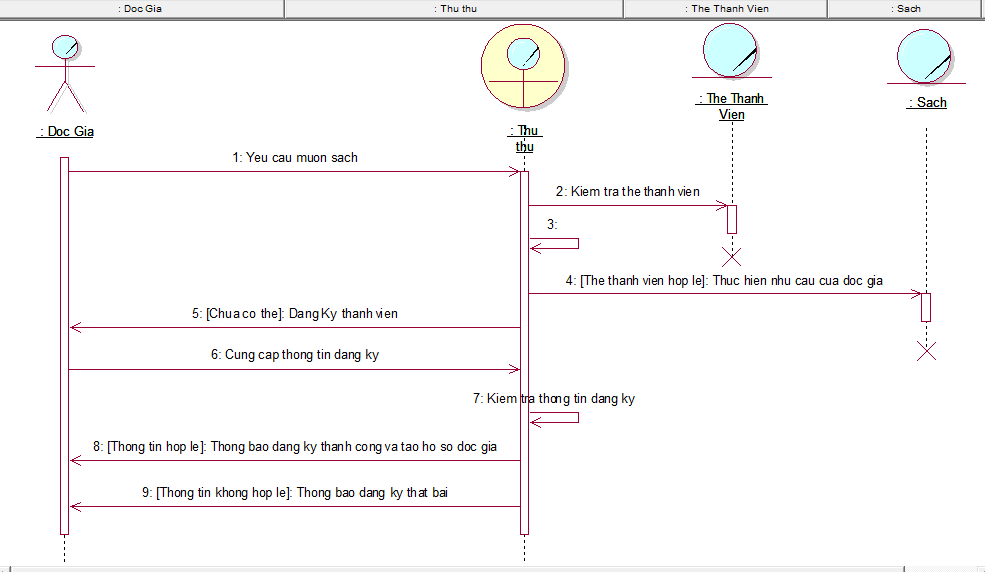 : Doc Gia
: Thu thu
: The Thanh Vien
: Sach
: Doc Gia
: Thu
thu
: The Thanh
Vien
: Sach
1: Yeu cau muon sach
2: Kiem tra the thanh vien
3:
4: [The thanh vien hop le]: Thuc hien nhu cau cua doc gia
5: [Chua co the]: Dang Ky thanh vien
6: Cung cap thong tin dang ky
7: Kiem tra thong tin dang ky
8: [Thong tin hop le]: Thong bao dang ky thanh cong va tao ho so doc gia
9: [Thong tin khong hop le]: Thong bao dang ky that bai